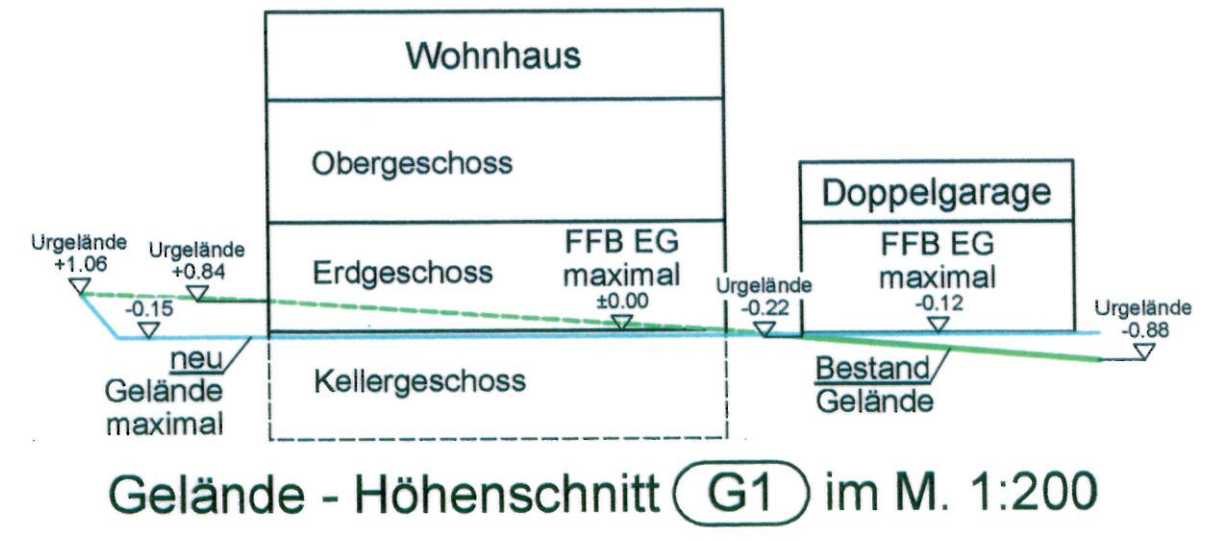 Wohnhaus
Obergeschoss
Doppelgarage
Urgelände
+1.06
Urgelände
+0.84
-0.15
Erdgeschoss
FFB EG
maximal
±0.00
Urgelände
-0.22
FFB EG
maximal
-0.12
Urgelände
-0.88
neu
Gelände
maximal
Kellergeschoss
Bestand
Gelände
Gelände - Höhenschnitt G1 im M. 1:200